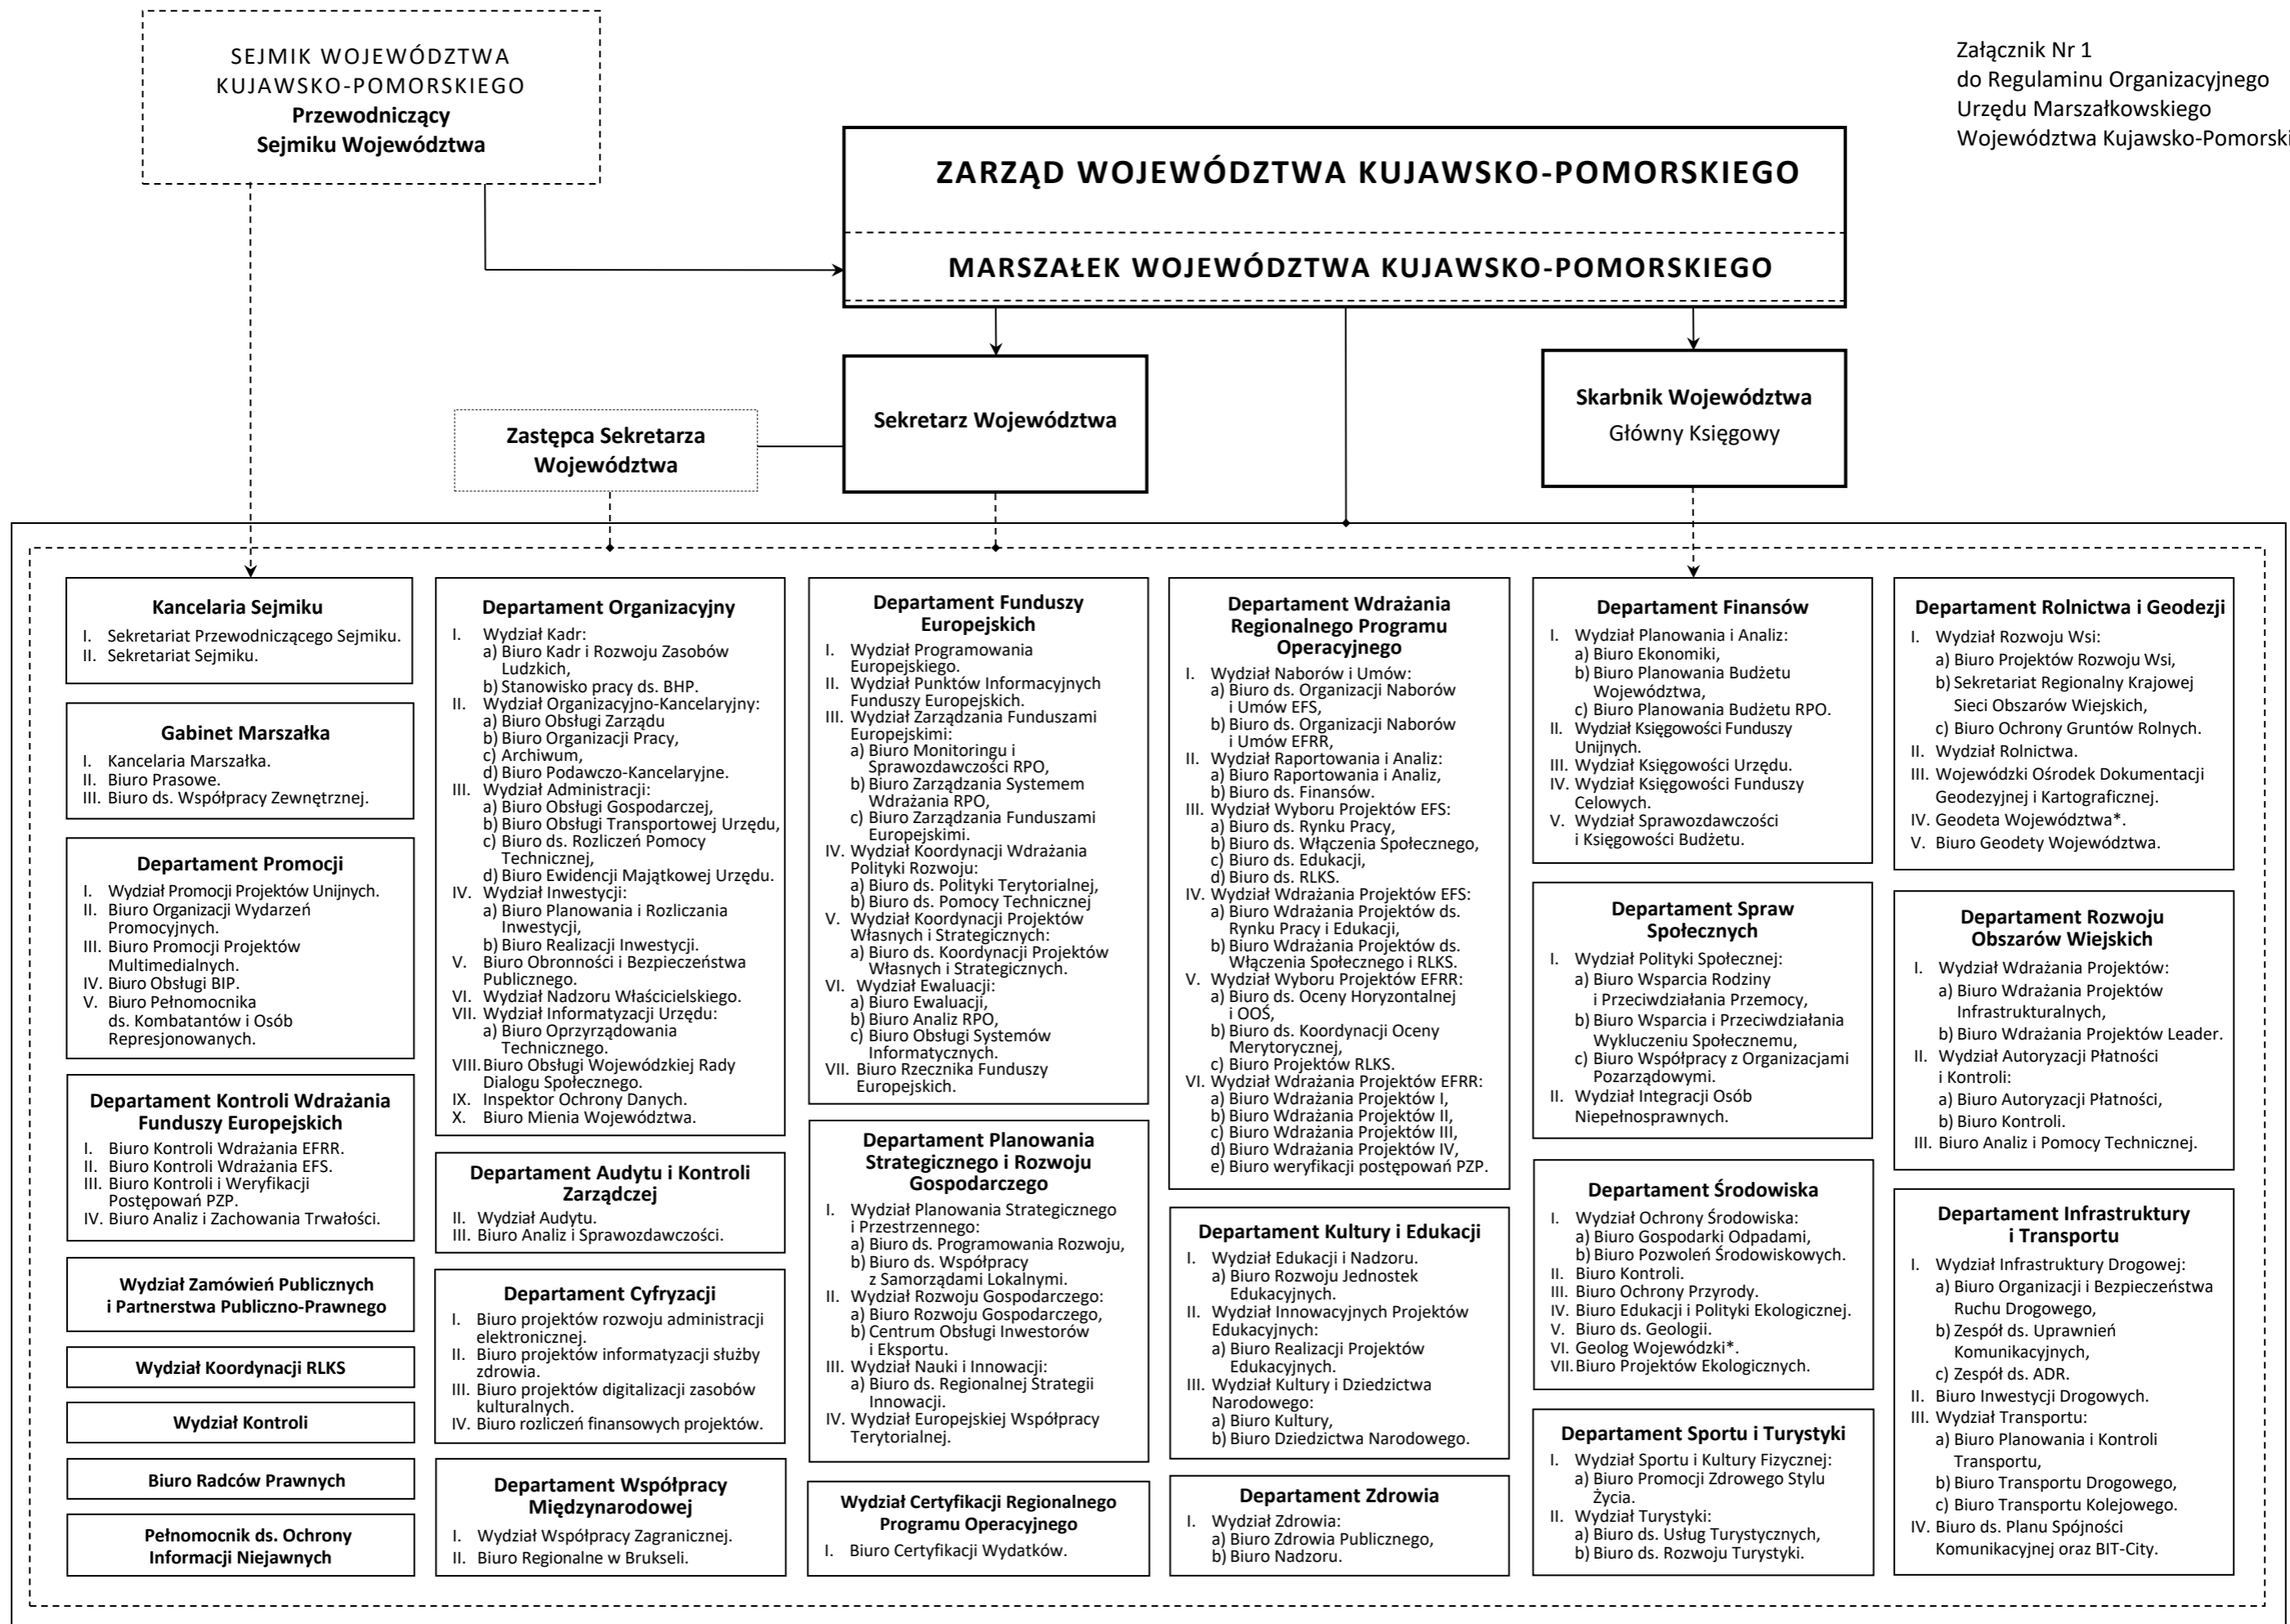 SEJMIK WOJEWÓDZTWA
KUJAWSKO-POMORSKIEGO
Przewodniczący
Sejmiku Województwa
Załącznik Nr 1
do Regulaminu Organizacyjnego
Urzędu Marszałkowskiego
Województwa Kujawsko-Pomorski
ZARZĄD WOJEWÓDZTWA KUJAWSKO-POMORSKIEGO
MARSZAŁEK WOJEWÓDZTWA KUJAWSKO-POMORSKIEGO
Zastępca Sekretarza
Województwa
Sekretarz Województwa
Skarbnik Województwa
Główny Księgowy
Kancelaria Sejmiku
I. Sekretariat Przewodniczącego Sejmiku.
II. Sekretariat Sejmiku.
Gabinet Marszałka
I. Kancelaria Marszałka.
II. Biuro Prasowe.
III. Biuro ds. Współpracy Zewnętrznej.
Departament Promocji
I. Wydział Promocji Projektów Unijnych.
II. Biuro Organizacji Wydarzeń
Promocyjnych.
III. Biuro Promocji Projektów
Multimedialnych.
IV. Biuro Obsługi BIP.
V. Biuro Pełnomocnika
ds. Kombatantów i Osób
Represjonowanych.
Departament Kontroli Wdrażania
Funduszy Europejskich
I. Biuro Kontroli Wdrażania EFRR.
II. Biuro Kontroli Wdrażania EFS.
III. Biuro Kontroli i Weryfikacji
Postępowań PZP.
IV. Biuro Analiz i Zachowania Trwałości.
Wydział Zamówień Publicznych
i Partnerstwa Publiczno-Prawnego
Wydział Koordynacji RLKS
Wydział Kontroli
Biuro Radców Prawnych
Pełnomocnik ds. Ochrony
Informacji Niejawnych
Departament Organizacyjny
I. Wydział Kadr:
a) Biuro Kadr i Rozwoju Zasobów
Ludzkich,
b) Stanowisko pracy ds. BHP.
II. Wydział Organizacyjno-Kancelaryjny:
a) Biuro Obsługi Zarządu
b) Biuro Organizacji Pracy,
c) Archiwum,
d) Biuro Podawczo-Kancelaryjne.
III. Wydział Administracji:
a) Biuro Obsługi Gospodarczej,
b) Biuro Obsługi Transportowej Urzędu,
c) Biuro ds. Rozliczeń Pomocy
Technicznej,
d) Biuro Ewidencji Majątkowej Urzędu.
IV. Wydział Inwestycji:
a) Biuro Planowania i Rozliczania
Inwestycji,
b) Biuro Realizacji Inwestycji.
V. Biuro Obronności i Bezpieczeństwa
Publicznego.
VI. Wydział Nadzoru Właścicielskiego.
VII. Wydział Informatyzacji Urzędu:
a) Biuro Oprzyrządowania
Technicznego.
VIII. Biuro Obsługi Wojewódzkiej Rady
Dialogu Społecznego.
IX. Inspektor Ochrony Danych.
X. Biuro Mienia Województwa.
Departament Audytu i Kontroli
Zarządczej
II. Wydział Audytu.
III. Biuro Analiz i Sprawozdawczości.
Departament Cyfryzacji
I. Biuro projektów rozwoju administracji
elektronicznej.
II. Biuro projektów informatyzacji służby
zdrowia.
III. Biuro projektów digitalizacji zasobów
kulturalnych.
IV. Biuro rozliczeń finansowych projektów.
Departament Współpracy
Międzynarodowej
I. Wydział Współpracy Zagranicznej.
II. Biuro Regionalne w Brukseli.
Departament Funduszy
Europejskich
I. Wydział Programowania
Europejskiego.
II. Wydział Punktów Informacyjnych
Funduszy Europejskich.
III. Wydział Zarządzania Funduszami
Europejskimi:
a) Biuro Monitoringu i
Sprawozdawczości RPO,
b) Biuro Zarządzania Systemem
Wdrażania RPO,
c) Biuro Zarządzania Funduszami
Europejskimi.
IV. Wydział Koordynacji Wdrażania
Polityki Rozwoju:
a) Biuro ds. Polityki Terytorialnej,
b) Biuro ds. Pomocy Technicznej
V. Wydział Koordynacji Projektów
Własnych i Strategicznych:
a) Biuro ds. Koordynacji Projektów
Własnych i Strategicznych.
VI. Wydział Ewaluacji:
a) Biuro Ewaluacji,
b) Biuro Analiz RPO,
c) Biuro Obsługi Systemów
Informatycznych.
VII. Biuro Rzecznika Funduszy
Europejskich.
Departament Planowania
Strategicznego i Rozwoju
Gospodarczego
I. Wydział Planowania Strategicznego
i Przestrzennego:
a) Biuro ds. Programowania Rozwoju,
b) Biuro ds. Współpracy
z Samorządami Lokalnymi.
II. Wydział Rozwoju Gospodarczego:
a) Biuro Rozwoju Gospodarczego,
b) Centrum Obsługi Inwestorów
i Eksportu.
III. Wydział Nauki i Innowacji:
a) Biuro ds. Regionalnej Strategii
Innowacji.
IV. Wydział Europejskiej Współpracy
Terytorialnej.
Wydział Certyfikacji Regionalnego
Programu Operacyjnego
I. Biuro Certyfikacji Wydatków.
Departament Wdrażania
Regionalnego Programu
Operacyjnego
I. Wydział Naborów i Umów:
a) Biuro ds. Organizacji Naborów
i Umów EFS,
b) Biuro ds. Organizacji Naborów
i Umów EFRR,
II. Wydział Raportowania i Analiz:
a) Biuro Raportowania i Analiz,
b) Biuro ds. Finansów.
III. Wydział Wyboru Projektów EFS:
a) Biuro ds. Rynku Pracy,
b) Biuro ds. Włączenia Społecznego,
c) Biuro ds. Edukacji,
d) Biuro ds. RLKS.
IV. Wydział Wdrażania Projektów EFS:
a) Biuro Wdrażania Projektów ds.
Rynku Pracy i Edukacji,
b) Biuro Wdrażania Projektów ds.
Włączenia Społecznego i RLKS.
V. Wydział Wyboru Projektów EFRR:
a) Biuro ds. Oceny Horyzontalnej
i OOŚ,
b) Biuro ds. Koordynacji Oceny
Merytorycznej,
c) Biuro Projektów RLKS.
VI. Wydział Wdrażania Projektów EFRR:
a) Biuro Wdrażania Projektów I,
b) Biuro Wdrażania Projektów II,
c) Biuro Wdrażania Projektów III,
d) Biuro Wdrażania Projektów IV,
e) Biuro weryfikacji postępowań PZP.
Departament Kultury i Edukacji
I. Wydział Edukacji i Nadzoru.
a) Biuro Rozwoju Jednostek
Edukacyjnych.
II. Wydział Innowacyjnych Projektów
Edukacyjnych:
a) Biuro Realizacji Projektów
Edukacyjnych.
III. Wydział Kultury i Dziedzictwa
Narodowego:
a) Biuro Kultury,
b) Biuro Dziedzictwa Narodowego.
Departament Zdrowia
I. Wydział Zdrowia:
a) Biuro Zdrowia Publicznego,
b) Biuro Nadzoru.
Departament Finansów
I. Wydział Planowania i Analiz:
a) Biuro Ekonomiki,
b) Biuro Planowania Budżetu
Województwa,
c) Biuro Planowania Budżetu RPO.
II. Wydział Księgowości Funduszy
Unijnych.
III. Wydział Księgowości Urzędu.
IV. Wydział Księgowości Funduszy
Celowych.
V. Wydział Sprawozdawczości
i Księgowości Budżetu.
Departament Spraw
Społecznych
I. Wydział Polityki Społecznej:
a) Biuro Wsparcia Rodziny
i Przeciwdziałania Przemocy,
b) Biuro Wsparcia i Przeciwdziałania
Wykluczeniu Społecznemu,
c) Biuro Współpracy z Organizacjami
Pozarządowymi.
II. Wydział Integracji Osób
Niepełnosprawnych.
Departament Środowiska
I. Wydział Ochrony Środowiska:
a) Biuro Gospodarki Odpadami,
b) Biuro Pozwoleń Środowiskowych.
II. Biuro Kontroli.
III. Biuro Ochrony Przyrody.
IV. Biuro Edukacji i Polityki Ekologicznej.
V. Biuro ds. Geologii.
VI. Geolog Wojewódzki*.
VII. Biuro Projektów Ekologicznych.
Departament Sportu i Turystyki
I. Wydział Sportu i Kultury Fizycznej:
a) Biuro Promocji Zdrowego Stylu
Życia.
II. Wydział Turystyki:
a) Biuro ds. Usług Turystycznych,
b) Biuro ds. Rozwoju Turystyki.
Departament Rolnictwa i Geodezji
I. Wydział Rozwoju Wsi:
a) Biuro Projektów Rozwoju Wsi,
b) Sekretariat Regionalny Krajowej
Sieci Obszarów Wiejskich,
c) Biuro Ochrony Gruntów Rolnych.
II. Wydział Rolnictwa.
III. Wojewódzki Ośrodek Dokumentacji
Geodezyjnej i Kartograficznej.
IV. Geodeta Województwa*.
V. Biuro Geodety Województwa.
Departament Rozwoju
Obszarów Wiejskich
I. Wydział Wdrażania Projektów:
a) Biuro Wdrażania Projektów
Infrastrukturalnych,
b) Biuro Wdrażania Projektów Leader.
II. Wydział Autoryzacji Płatności
i Kontroli:
a) Biuro Autoryzacji Płatności,
b) Biuro Kontroli.
III. Biuro Analiz i Pomocy Technicznej.
Departament Infrastruktury
i Transportu
I. Wydział Infrastruktury Drogowej:
a) Biuro Organizacji i Bezpieczeństwa
Ruchu Drogowego,
b) Zespół ds. Uprawnień
Komunikacyjnych,
c) Zespół ds. ADR.
II. Biuro Inwestycji Drogowych.
III. Wydział Transportu:
a) Biuro Planowania i Kontroli
Transportu,
b) Biuro Transportu Drogowego,
c) Biuro Transportu Kolejowego.
IV. Biuro ds. Planu Spójności
Komunikacyjnej oraz BIT-City.